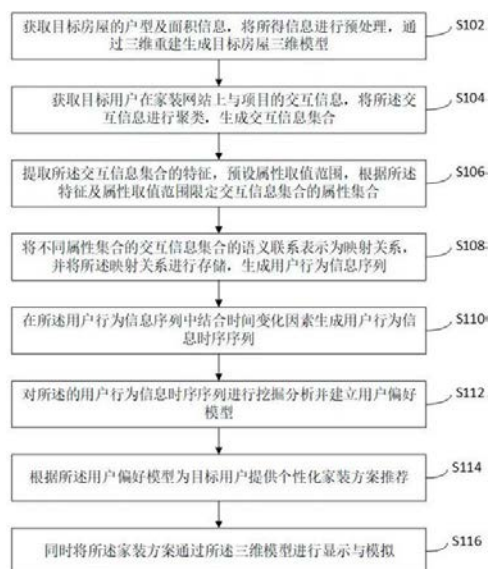 获取目标房屋的户型及面积信息，将所得信息进行预处理，通
过三维重建生成目标房屋三维模型
S102
获取目标用户在家装网站上与项目的交互信息，将所述交
互信息进行聚类，生成交互信息集合
S104
提取所述交互信息集合的特征，预设属性取值范围，根据所述
特征及属性取值范围限定交互信息集合的属性集合
S106
将不同属性集合的交互信息集合的语义联系表示为映射关系，
并将所述映射关系进行存储，生成用户行为信息序列
S108
在所述用户行为信息序列中结合时间变化因素生成用户行为信
息时序序列
S110
对所述的用户行为信息时序序列进行挖掘分析并建立用户偏好
模型
S112
根据所述用户偏好模型为目标用户提供个性化家装方案推荐
S114
同时将所述家装方案通过所述三维模型进行显示与模拟
S116